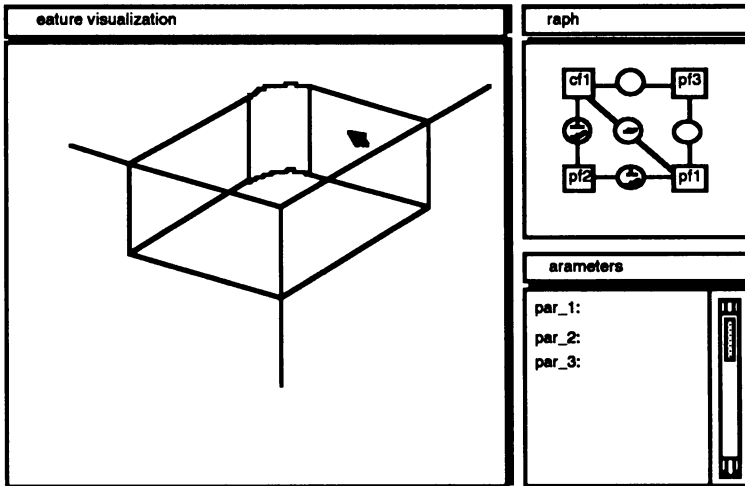 eature visualization
raph
cf1
pf3
pf2
pf1
arameters
par_1:
par_2:
par_3: